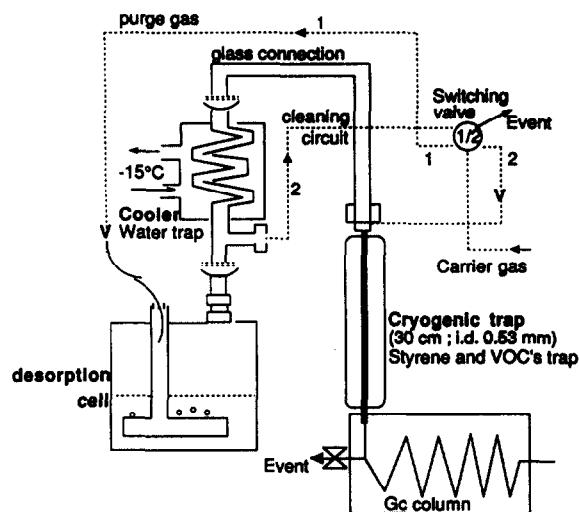 purge gas
1
glass connection
Switching
valve
cleaning
circuit
Event
1/2
1
2
-15°C
2
V
Cooler
V
Water trap
Carrier gas
Cryogenic trap
(30 cm ; i.d. 0.53 mm)
Styrene and VOC's trap
desorption
cell
Event
Gc column